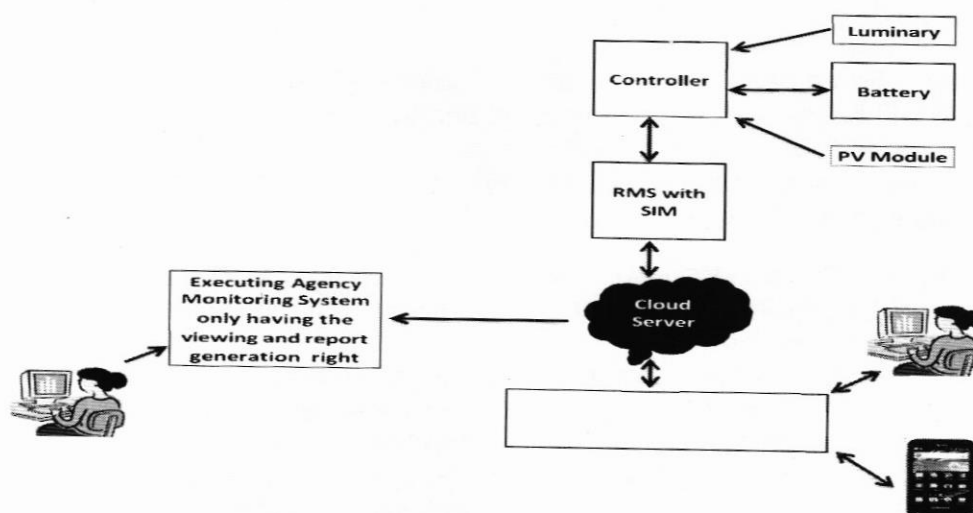 Luminary
Controller
Battery
PV Module
RMS with
SIM
Executing Agency
Monitoring System
only having the
viewing and report
generation right
Cloud
Server